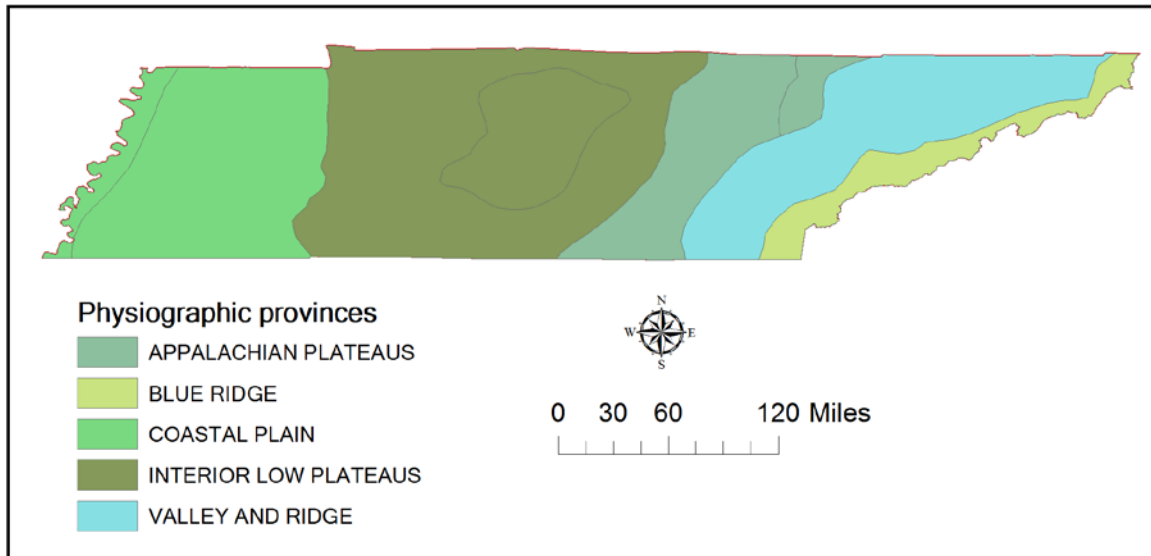 Physiographic provinces
APPALACHIAN PLATEAUS
BLUE RIDGE
COASTAL PLAIN
INTERIOR LOW PLATEAUS
VALLEY AND RIDGE
N
W E
S
0 30 60 120 Miles